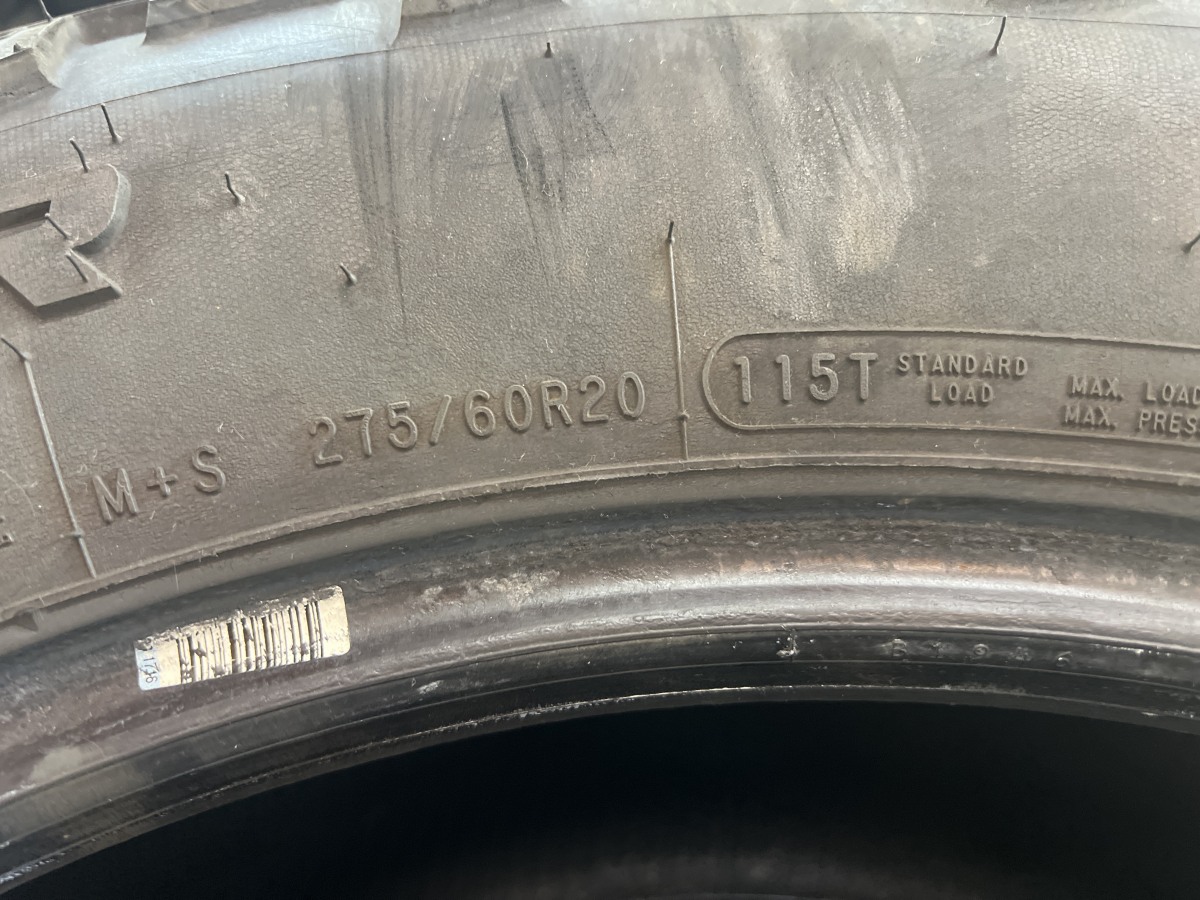 R
M+S 275/60R20
115T STANDARD
LOAD
MAX. LOAD
MAX. PRES